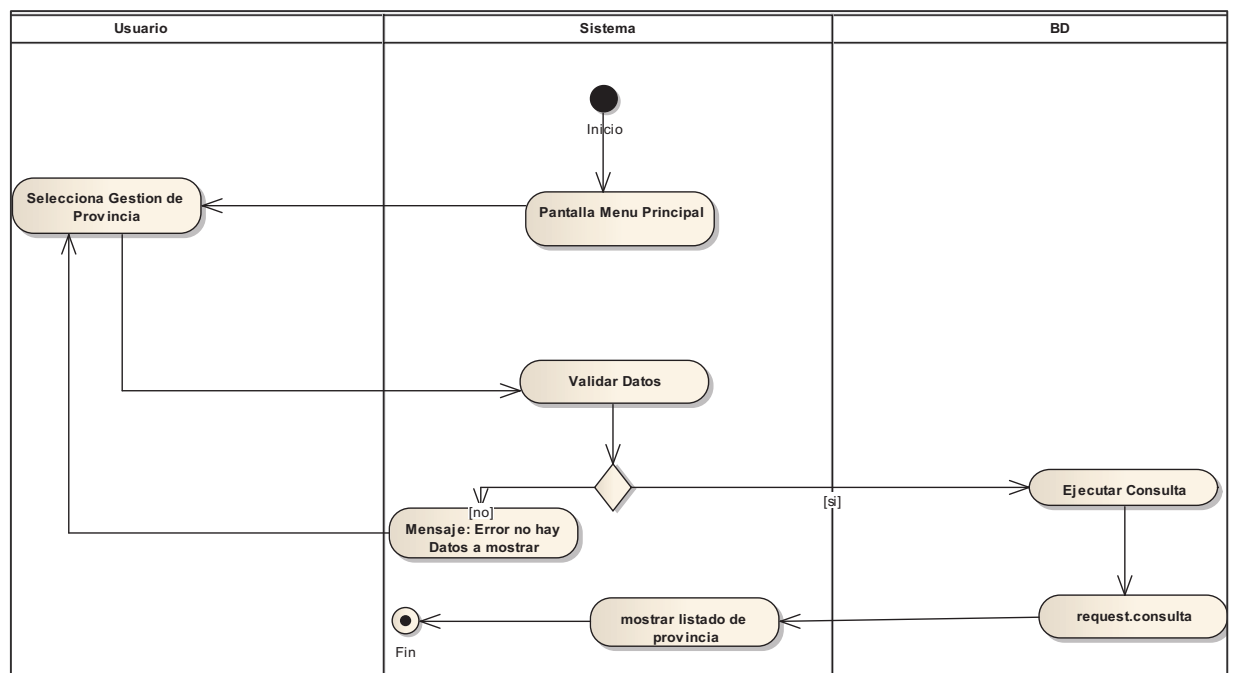 Usuario
Sistema
BD
Inicio
Selecciona Gestion de
Provincia
Pantalla Menu Principal
Validar Datos
[si]
Ejecutar Consulta
[no]
Mensaje: Error no hay
Datos a mostrar
mostrar listado de
provincia
request.consulta
Fin